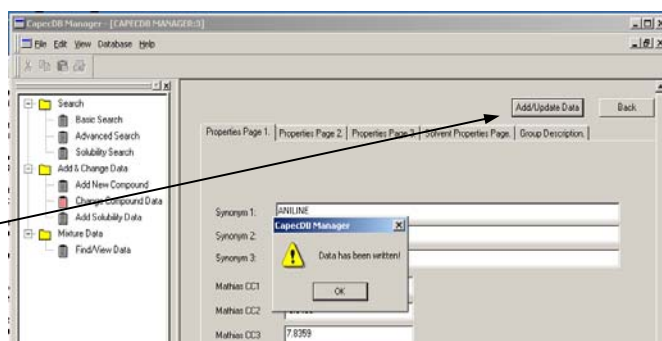 CapecDB Manager - [CAPECDB MANAGER:3]
File Edit View Database Help
Search
Basic Search
Advanced Search
Solubility Search
Add & Change Data
Add New Compound
Change Compound Data
Add Solubility Data
Mixture Data
Find/View Data
Add/Update Data Back
Properties Page 1. Properties Page 2. Properties Page 3. Solvent Properties Page. Group Description.
Synonym 1: ANILINE
Synonym 2:
Synonym 3:
CapecDB Manager
Data has been written!
OK
Mathias CC1
Mathias CC2
Mathias CC3 7.8359